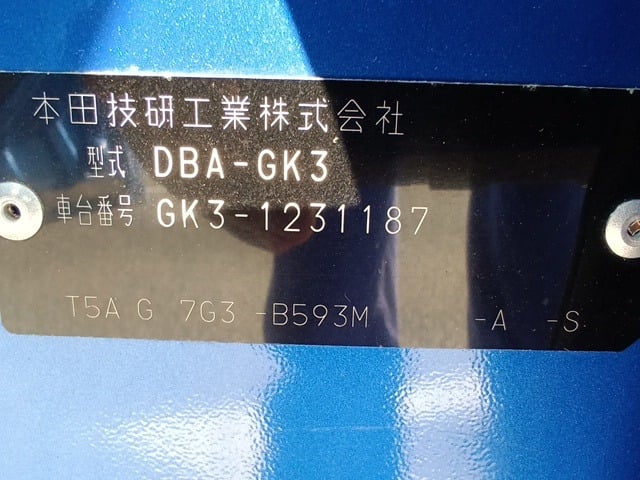 本田技研工業株式会社
型式 DBA-GK3
車台番号 GK3-1231187
T5A G 7G3 -B593M -A -S